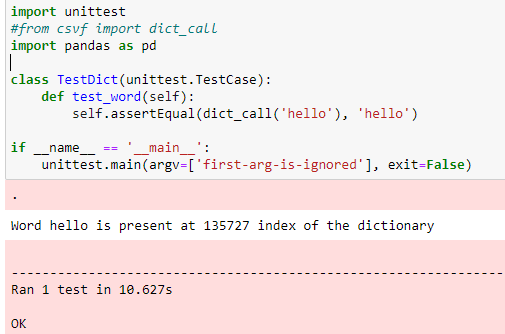 import unittest
#from csvf import dict_call
import pandas as pd
class TestDict(unittest.TestCase):
    def test_word(self):
        self.assertEqual(dict_call('hello'), 'hello')
if __name__ == '__main__':
    unittest.main(argv=['first-arg-is-ignored'], exit=False)
.
Word hello is present at 135727 index of the dictionary
----------------------------------------------------------------------
Ran 1 test in 10.627s
OK